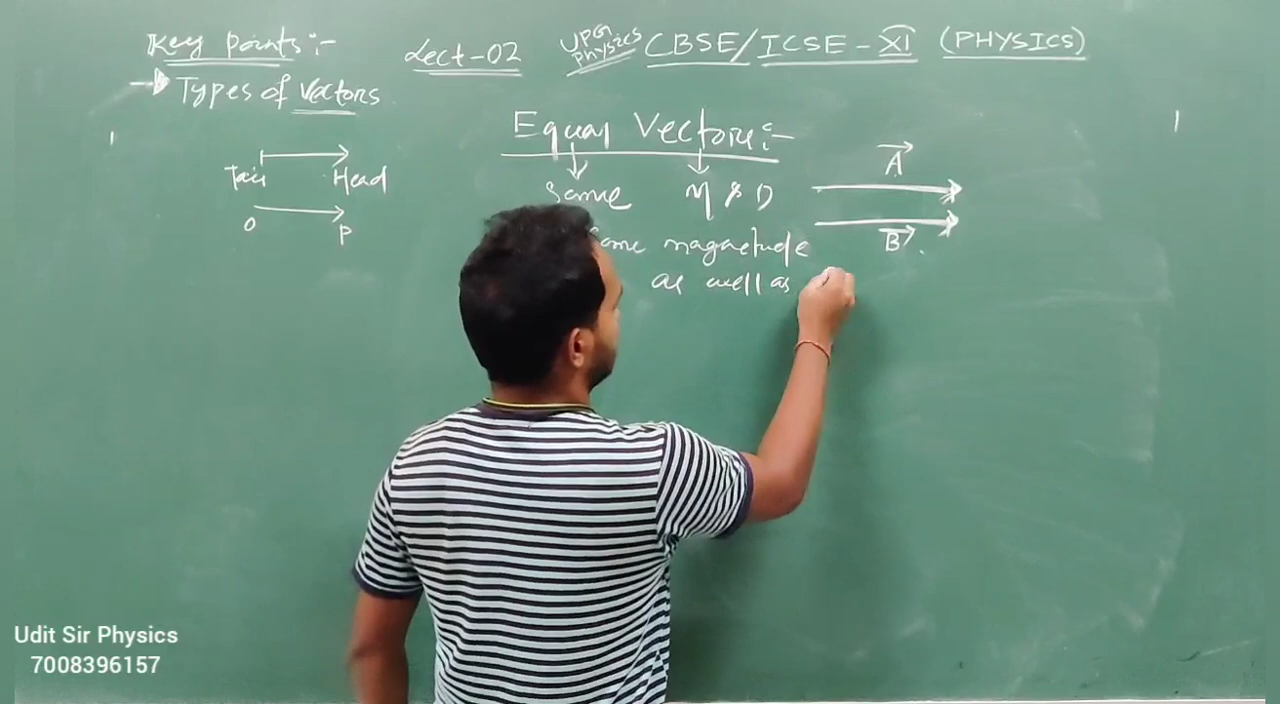 Key Points:-
Lect-02
UPG PHYSICS
CBSE/ICSE-XI (PHYSICS)
Types of Vectors
Equal Vectors:-
Same M & D
Tail Head
O P
A
B
Same magnetude
as well as
Udit Sir Physics
7008396157